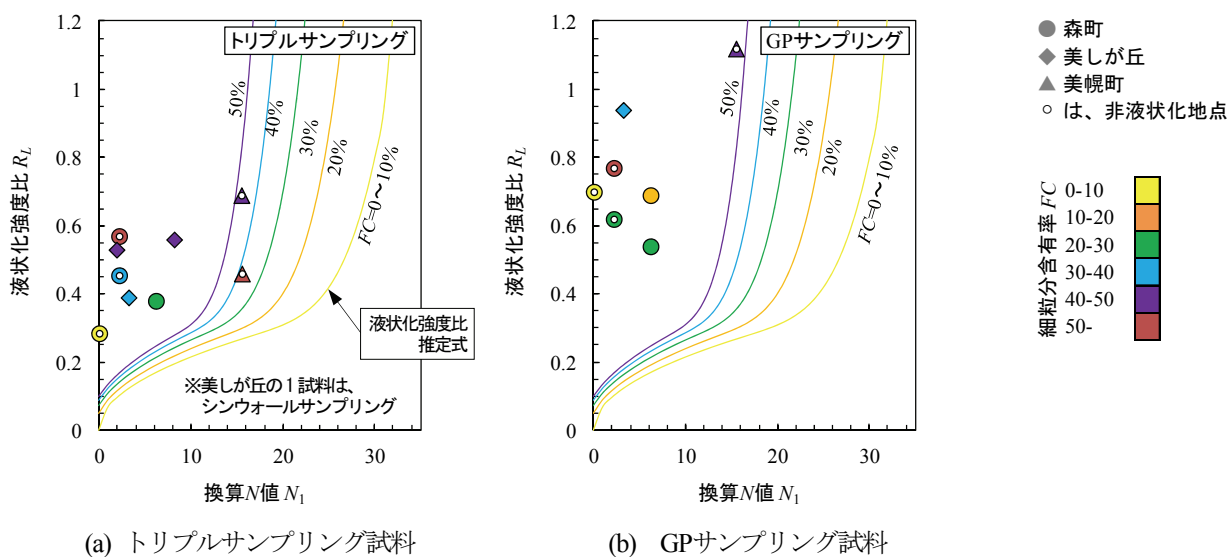 トリプルサンプリング
液状化強度比 R_L
1.2
1
0.8
0.6
0.4
0.2
0
0
10
20
30
換算N値 N₁
50%
40%
30%
20%
FC=0〜10%
液状化強度比
推定式
※美しが丘の1試料は、
シンウォールサンプリング
(a) トリプルサンプリング試料
GPサンプリング
液状化強度比 R_L
1.2
1
0.8
0.6
0.4
0.2
0
0
10
20
30
換算N値 N₁
50%
40%
30%
20%
FC=0〜10%
(b) GPサンプリング試料
森町
美しが丘
美幌町
は、非液状化地点
細粒分含有率 FC
0-10
10-20
20-30
30-40
40-50
50-